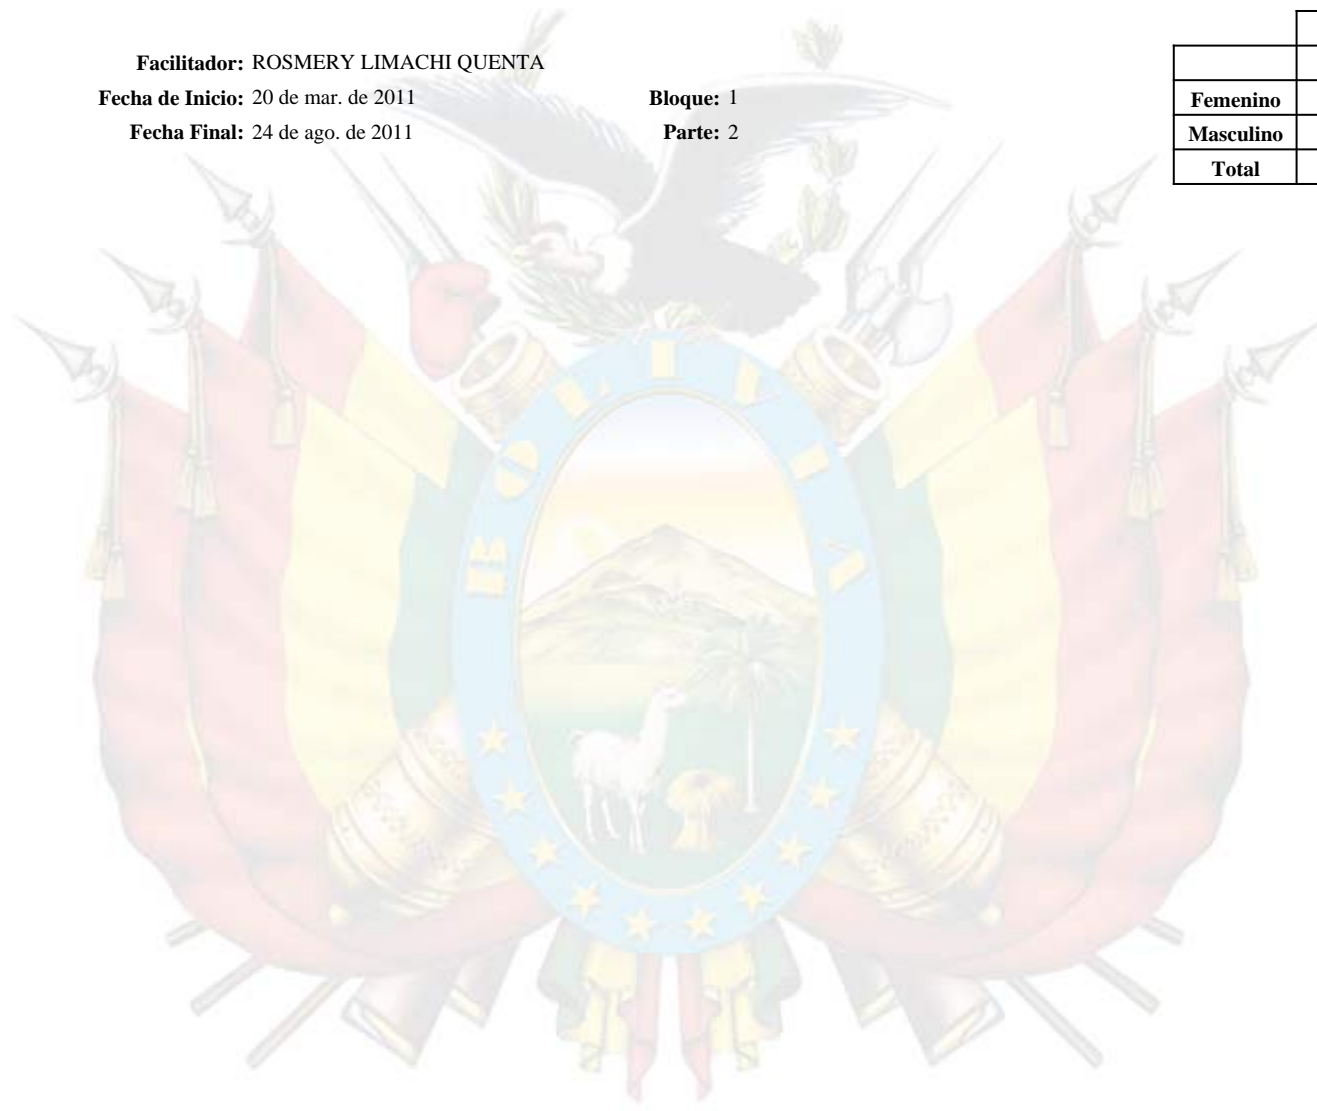 Facilitador: ROSMERY LIMACHI QUENTA
Fecha de Inicio: 20 de mar. de 2011 Bloque: 1
Fecha Final: 24 de ago. de 2011 Parte: 2
Femenino
Masculino
Total
BOLIVIA